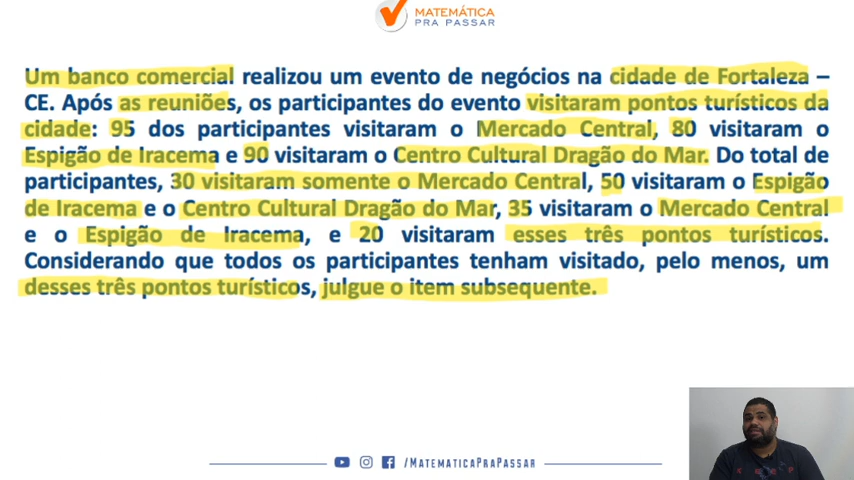 MATEMÁTICA
PRA PASSAR
Um banco comercial realizou um evento de negócios na cidade de Fortaleza –
CE. Após as reuniões, os participantes do evento visitaram pontos turísticos da
cidade: 95 dos participantes visitaram o Mercado Central, 80 visitaram o
Espigão de Iracema e 90 visitaram o Centro Cultural Dragão do Mar. Do total de
participantes, 30 visitaram somente o Mercado Central, 50 visitaram o Espigão
de Iracema e o Centro Cultural Dragão do Mar, 35 visitaram o Mercado Central
e o Espigão de Iracema, e 20 visitaram esses três pontos turísticos.
Considerando que todos os participantes tenham visitado, pelo menos, um
desses três pontos turísticos, julgue o item subsequente.
/MatematicaPraPassar